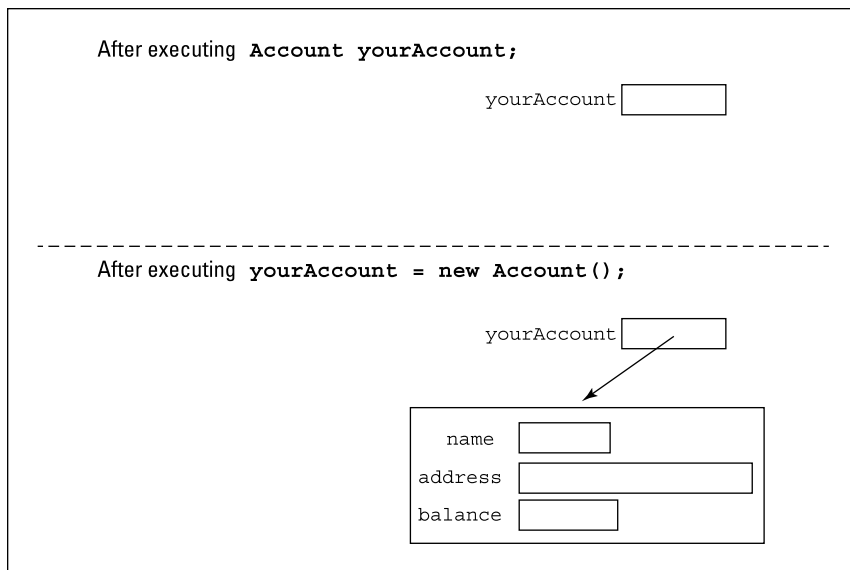 After executing Account yourAccount;
yourAccount
After executing yourAccount = new Account();
yourAccount
name
address
balance